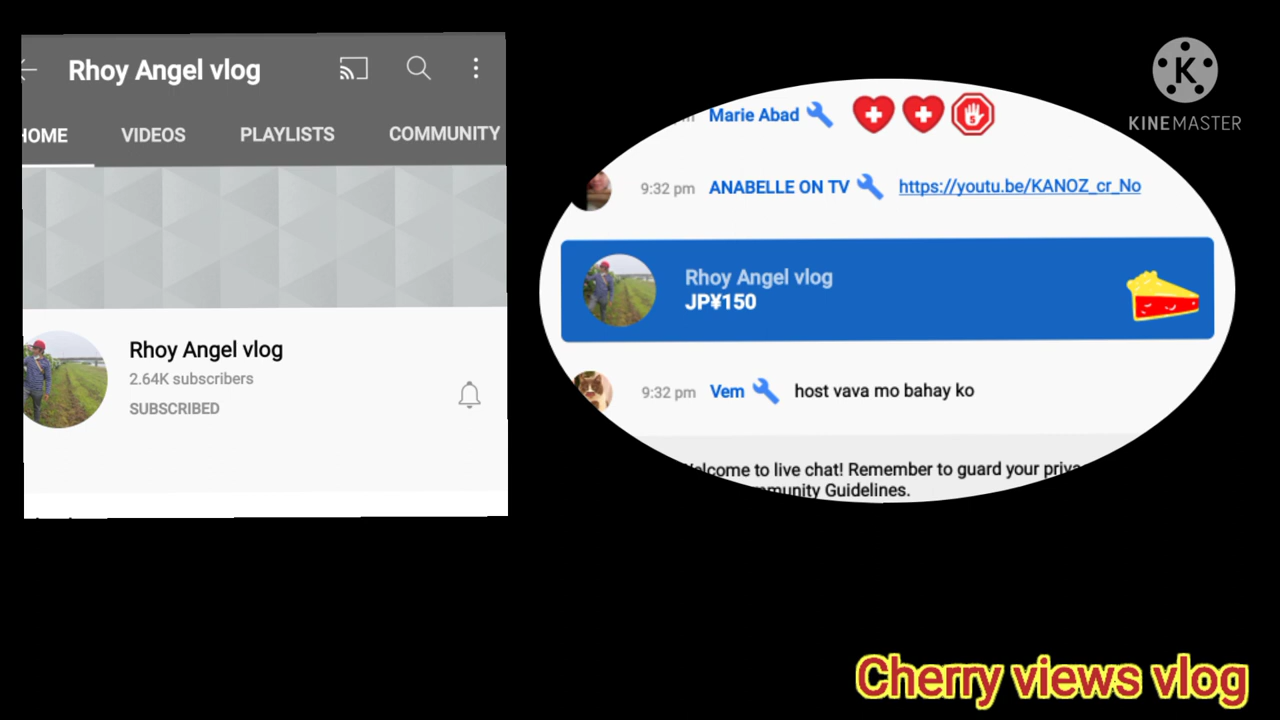 Rhoy Angel vlog
HOME VIDEOS PLAYLISTS COMMUNITY
Rhoy Angel vlog
2.64K subscribers
SUBSCRIBED
Marie Abad
9:32 pm ANABELLE ON TV https://youtu.be/KANOZ_cr_No
Rhoy Angel vlog
JP¥150
9:32 pm Vem host vava mo bahay ko
Welcome to live chat! Remember to guard your
Guidelines.
KINEMASTER
Cherry views vlog